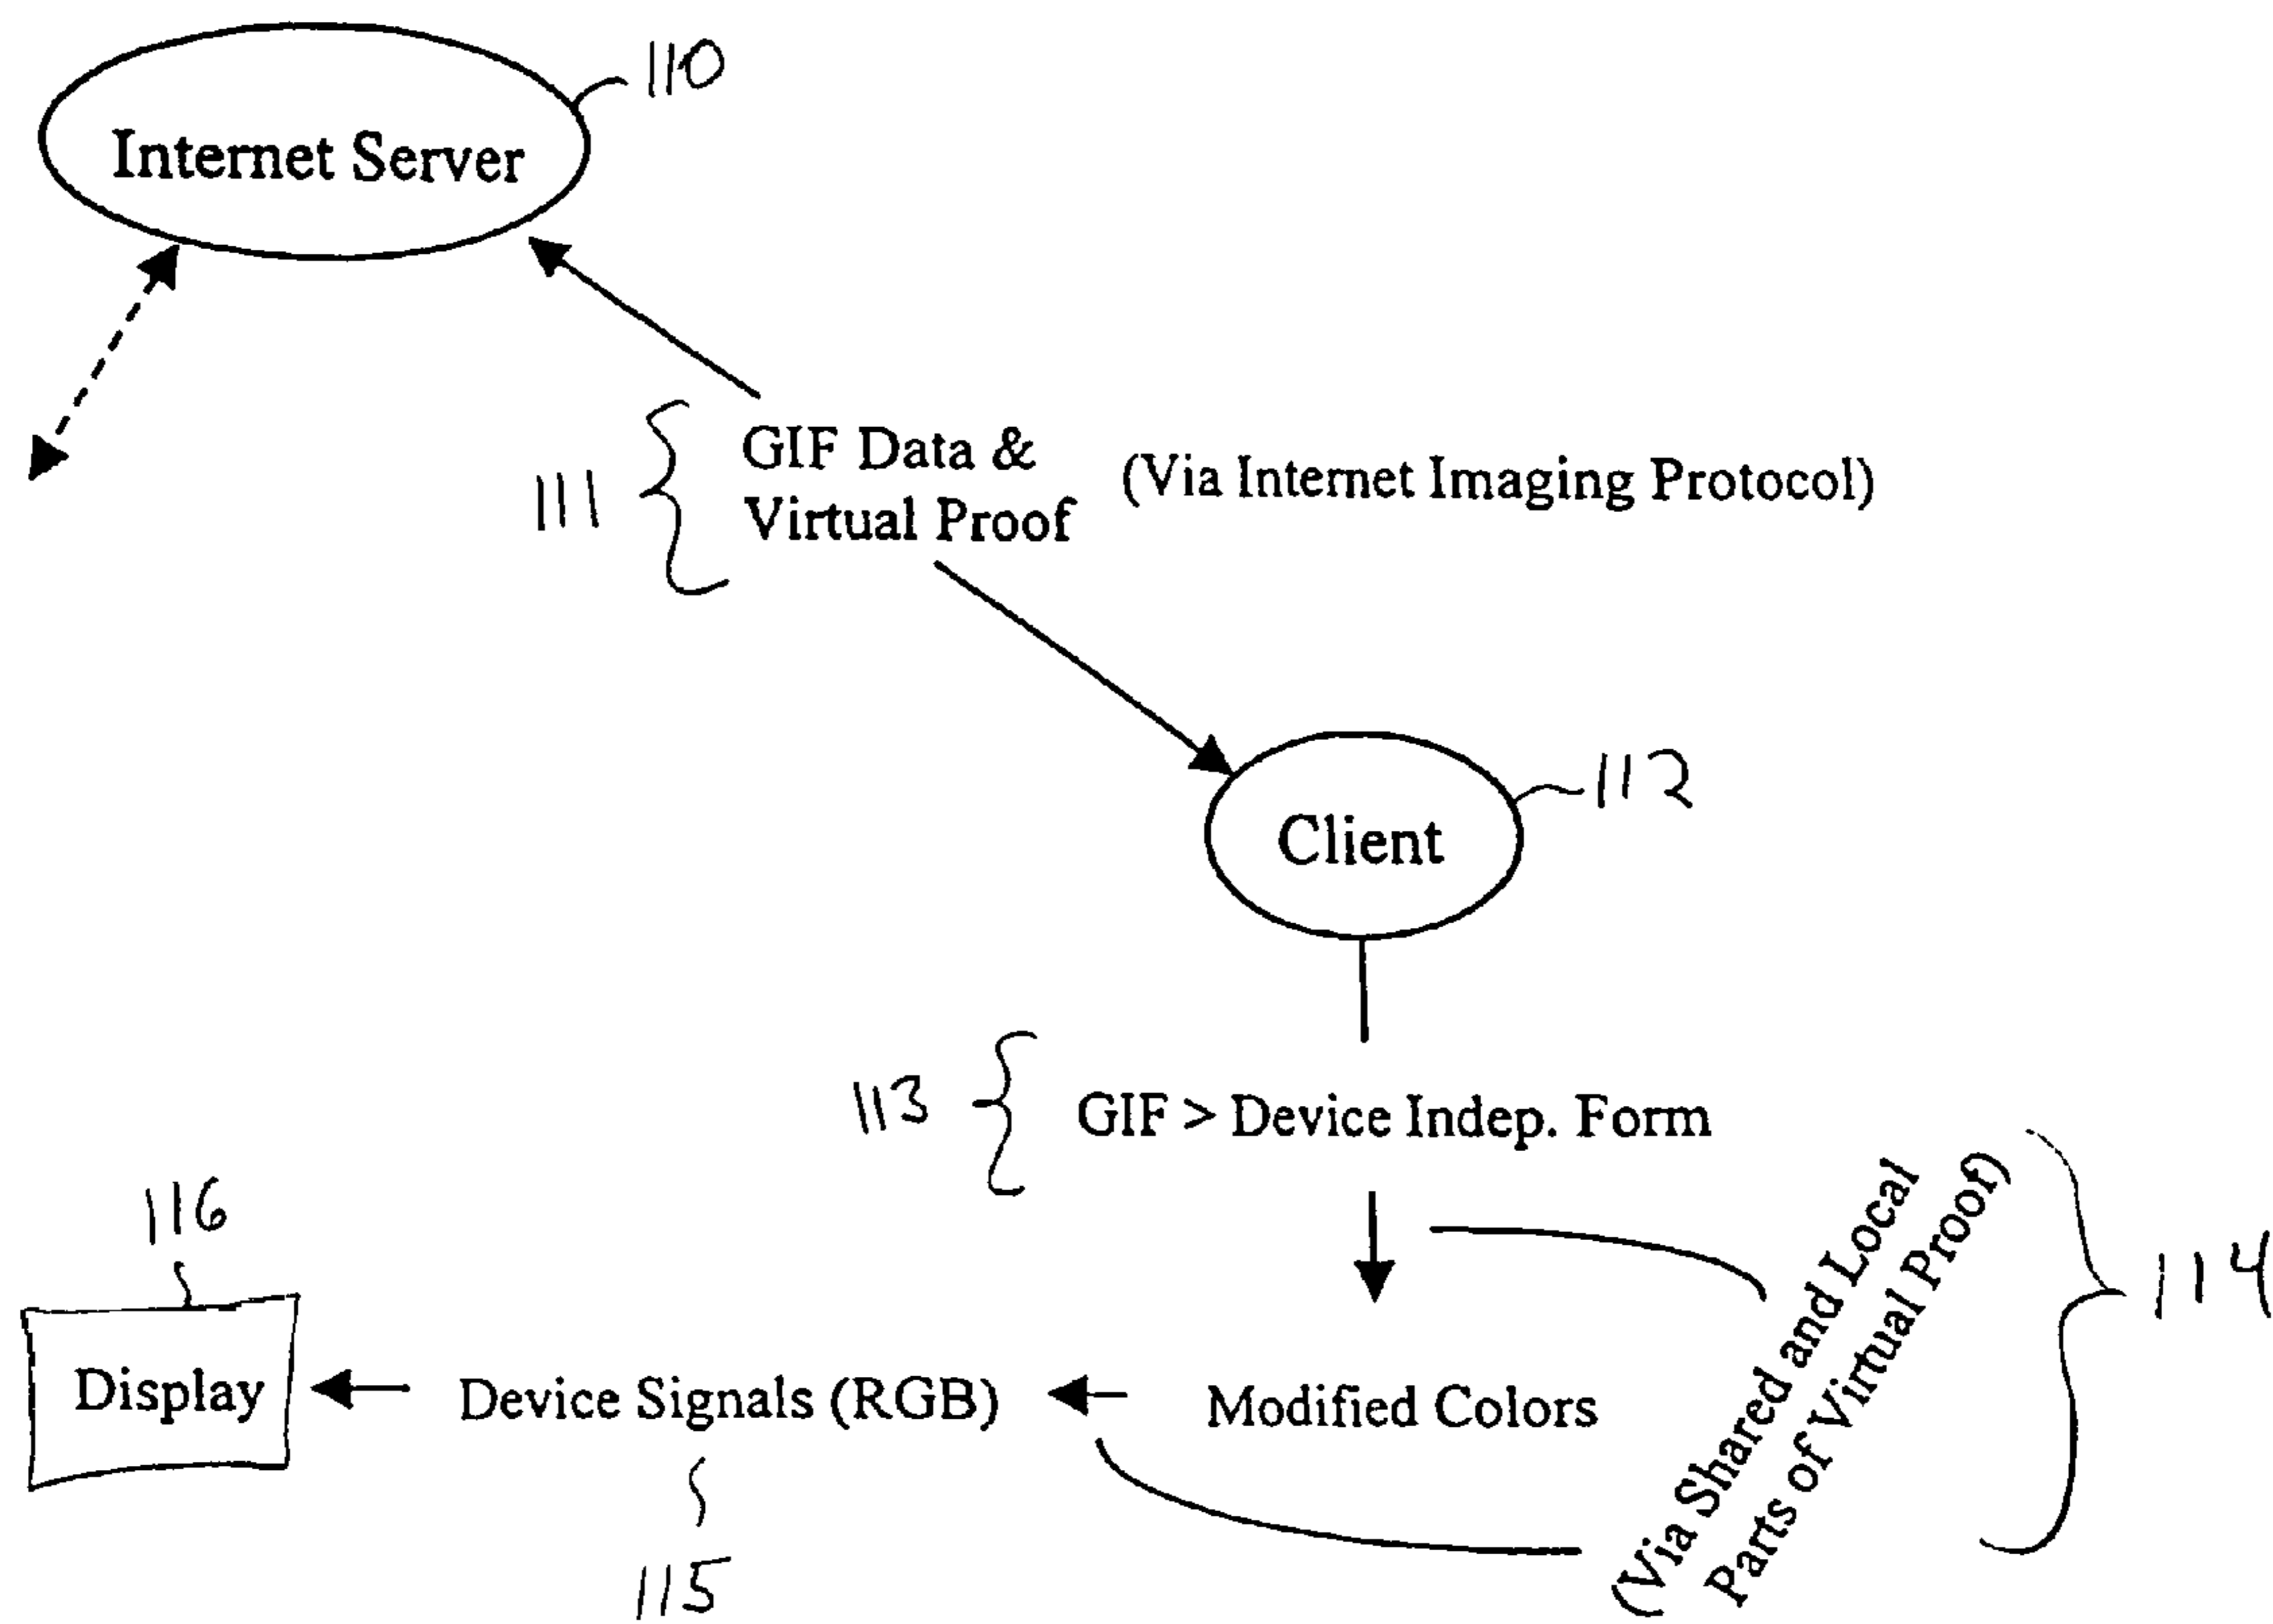 110
Internet Server
111
GIF Data &
Virtual Proof
(Via Internet Imaging Protocol)
112
Client
113
GIF > Device Indep. Form
114
(Via Shared and Local
Parts of Virtual Proof)
116
Display
Device Signals (RGB)
Modified Colors
115